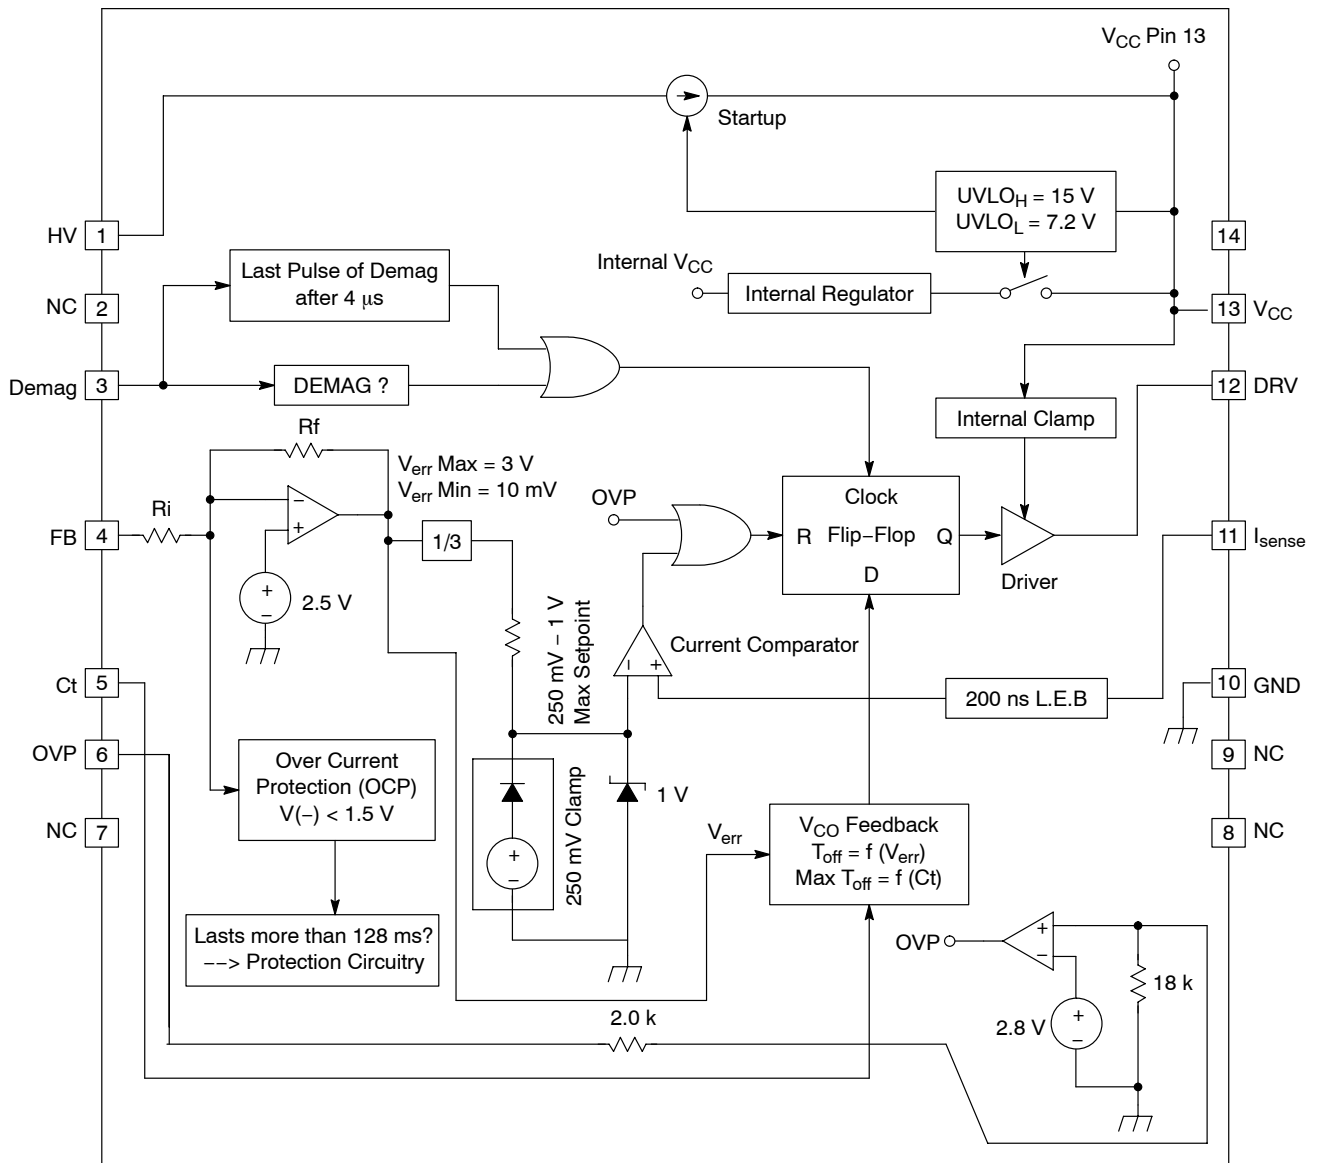 V_CC Pin 13
Startup
UVLO_H = 15 V
UVLO_L = 7.2 V
HV 1
14
Last Pulse of Demag
after 4 μs
Internal V_CC
Internal Regulator
NC 2
13 V_CC
Demag 3
DEMAG ?
12 DRV
Internal Clamp
Rf
V_err Max = 3 V
V_err Min = 10 mV
Clock
R Flip−Flop Q
D
OVP
Driver
Ri
FB 4
−
+
1/3
11 I_sense
+
−
2.5 V
250 mV − 1 V
Max Setpoint
Current Comparator
− +
Ct 5
200 ns L.E.B
10 GND
OVP 6
9 NC
Over Current
Protection (OCP)
V(−) < 1.5 V
1 V
250 mV Clamp
+
−
NC 7
8 NC
V_err
V_CO Feedback
T_off = f (V_err)
Max T_off = f (Ct)
Lasts more than 128 ms?
−−> Protection Circuitry
OVP
+
−
18 k
2.8 V
+
−
2.0 k